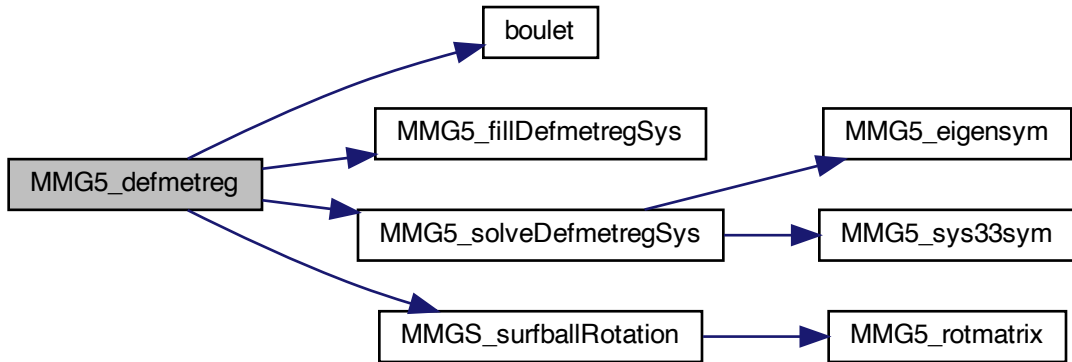 boulet
MMG5_fillDefmetregSys
MMG5_eigensym
MMG5_defmetreg
MMG5_solveDefmetregSys
MMG5_sys33sym
MMGS_surfballRotation
MMG5_rotmatrix